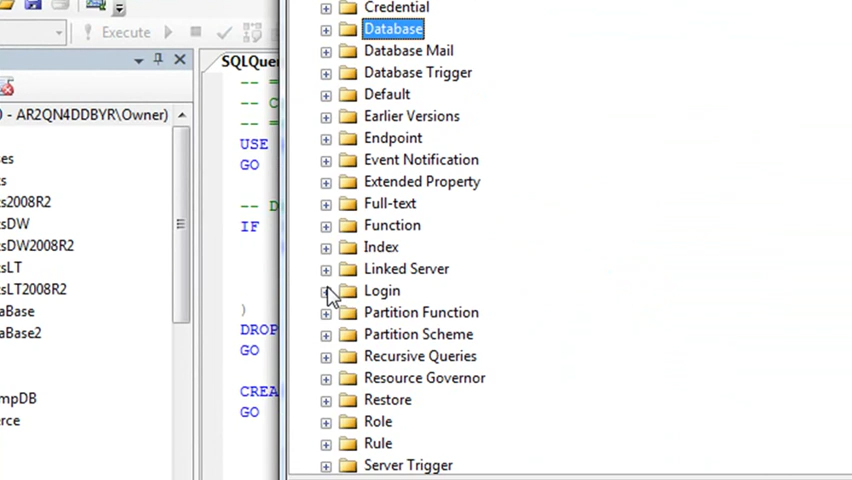 Credential
Execute
Database
Database Mail
SQLQue
Database Trigger
Default
0 - AR2QN4DDBYR\Owner)
Earlier Versions
USE
Endpoint
GO
Event Notification
Extended Property
s2008R2
Full-text
IF
Function
sDW
sDW2008R2
Index
sLT
Linked Server
sLT2008R2
Login
aBase
)
Partition Function
aBase2
DROP
Partition Scheme
GO
Recursive Queries
Resource Governor
mpDB
CREA
Restore
GO
Role
Rule
Server Trigger